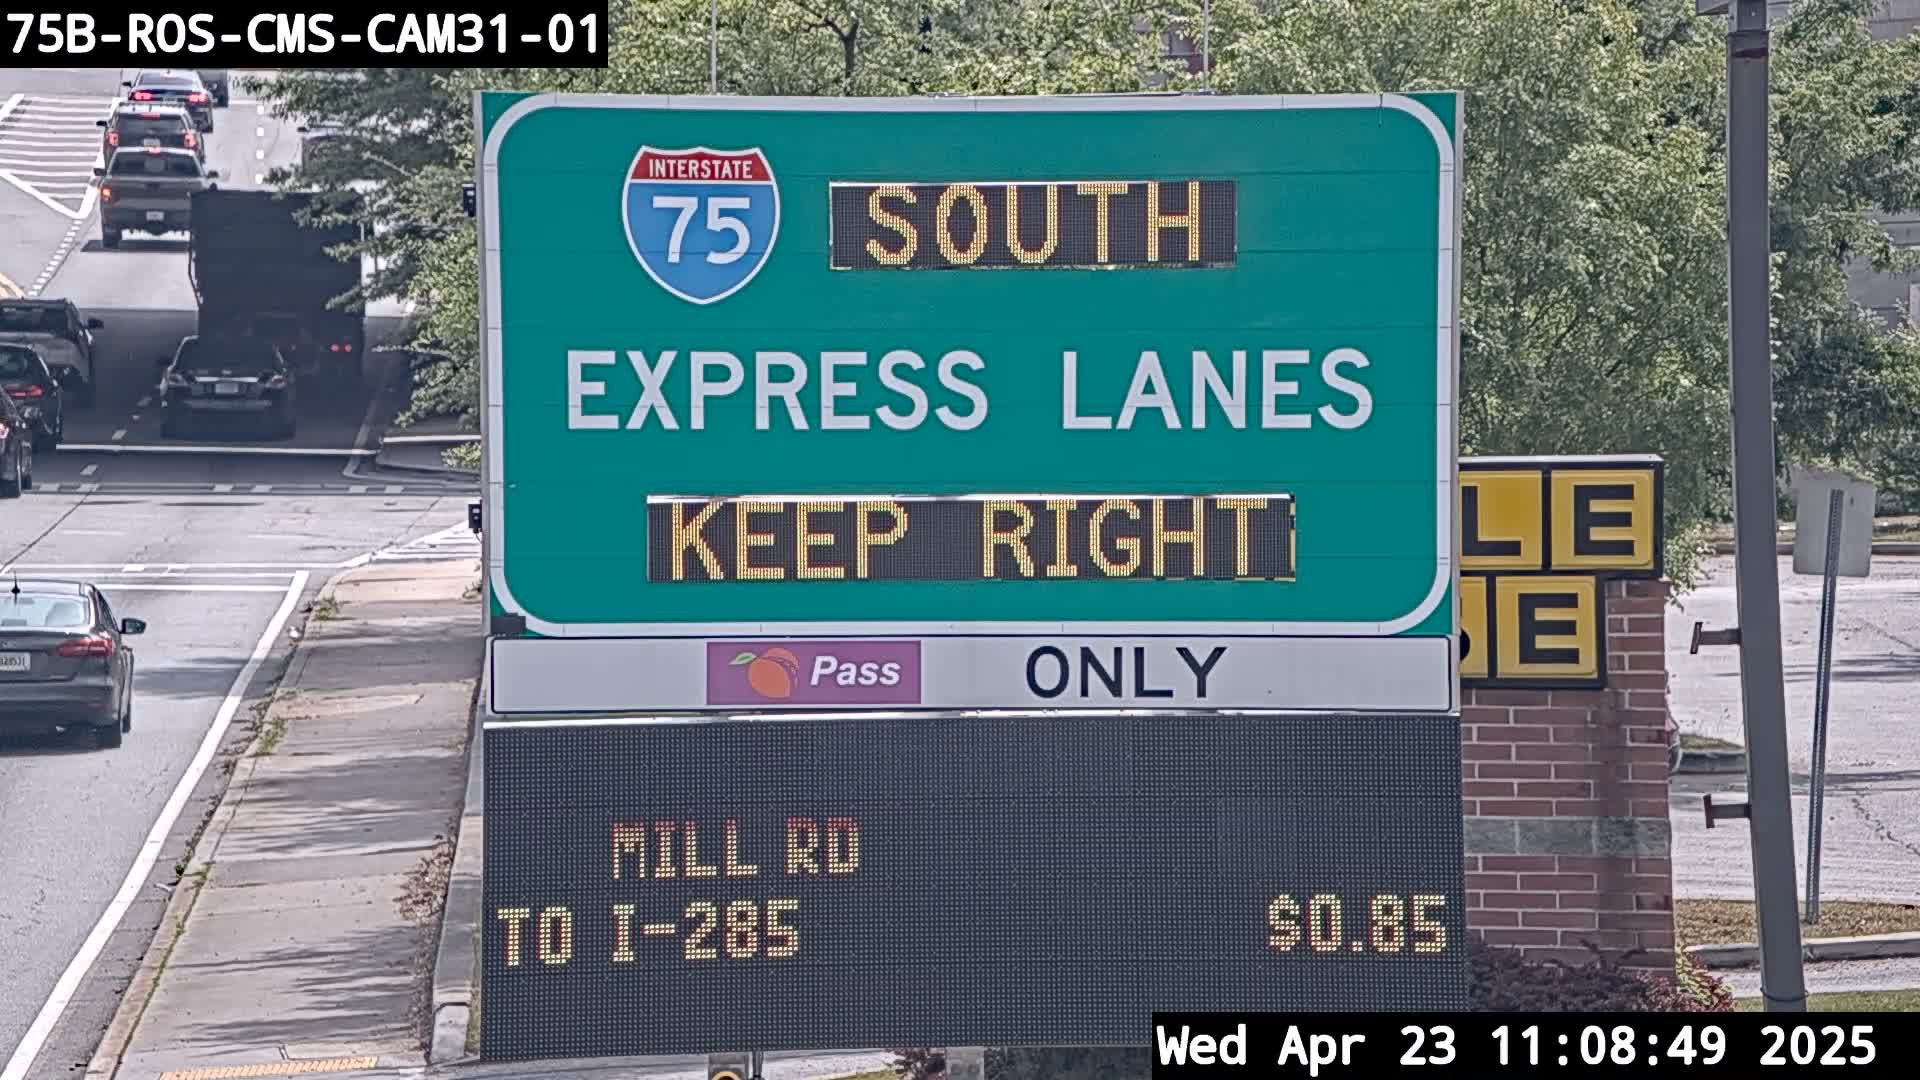 75B-ROS-CMS-CAM31-01
INTERSTATE
75
SOUTH
EXPRESS LANES
KEEP RIGHT
Pass ONLY
MILL RD
TO I-285 $0.85
LE
E
Wed Apr 23 11:08:49 2025